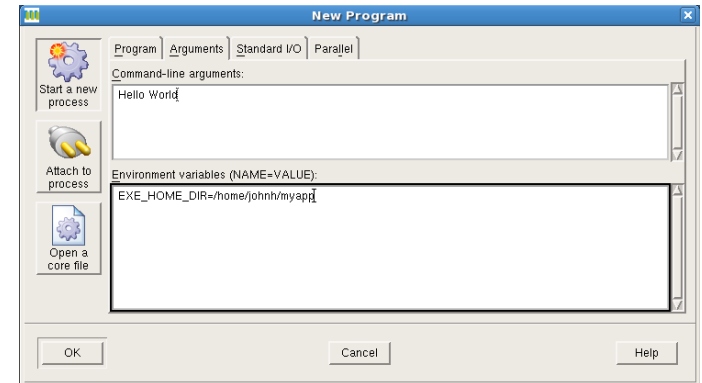 New Program
Program Arguments Standard I/O Parallel
Start a new
process
Command-line arguments:
Hello World
Attach to
process
Environment variables (NAME=VALUE):
EXE_HOME_DIR=/home/johnh/myapp
Open a
core file
OK Cancel Help